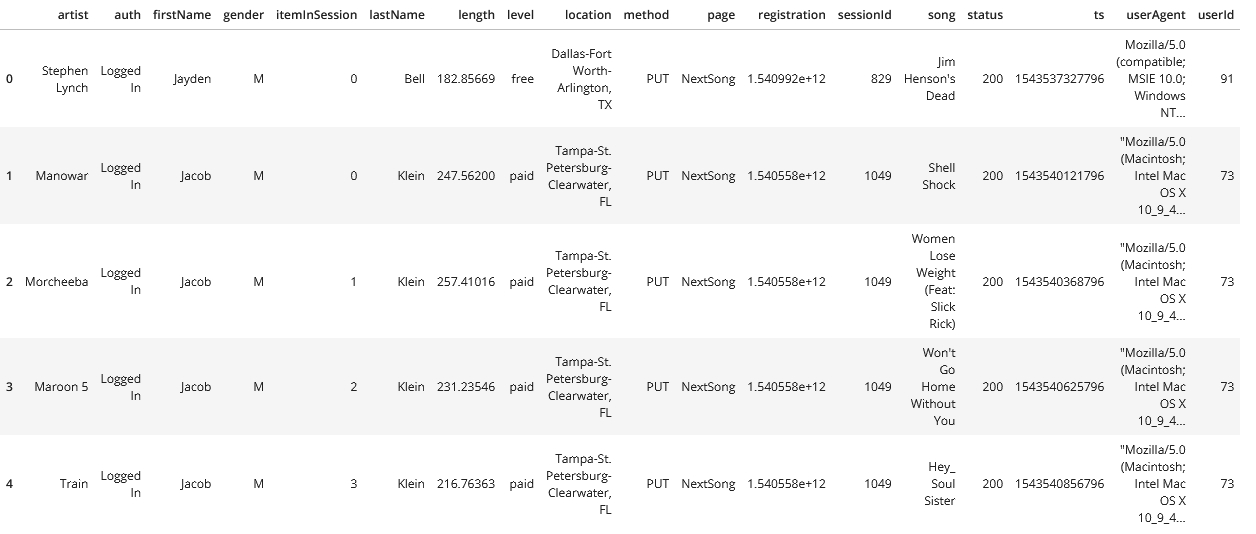 artist auth firstName gender itemInSession lastName length level location method page registration sessionId song status ts userAgent userId
0 Stephen Lynch Logged In Jayden M 0 Bell 182.85669 free Dallas-Fort Worth-Arlington, TX PUT NextSong 1.540992e+12 829 Jim Henson's Dead 200 1543537327796 Mozilla/5.0 (compatible; MSIE 10.0; Windows NT... 91
1 Manowar Logged In Jacob M 0 Klein 247.56200 paid Tampa-St. Petersburg-Clearwater, FL PUT NextSong 1.540558e+12 1049 Shell Shock 200 1543540121796 "Mozilla/5.0 (Macintosh; Intel Mac OS X 10_9_4... 73
2 Morcheeba Logged In Jacob M 1 Klein 257.41016 paid Tampa-St. Petersburg-Clearwater, FL PUT NextSong 1.540558e+12 1049 Women Lose Weight (Feat: Slick Rick) 200 1543540368796 "Mozilla/5.0 (Macintosh; Intel Mac OS X 10_9_4... 73
3 Maroon 5 Logged In Jacob M 2 Klein 231.23546 paid Tampa-St. Petersburg-Clearwater, FL PUT NextSong 1.540558e+12 1049 Won't Go Home Without You 200 1543540625796 "Mozilla/5.0 (Macintosh; Intel Mac OS X 10_9_4... 73
4 Train Logged In Jacob M 3 Klein 216.76363 paid Tampa-St. Petersburg-Clearwater, FL PUT NextSong 1.540558e+12 1049 Hey_ Soul Sister 200 1543540856796 "Mozilla/5.0 (Macintosh; Intel Mac OS X 10_9_4... 73